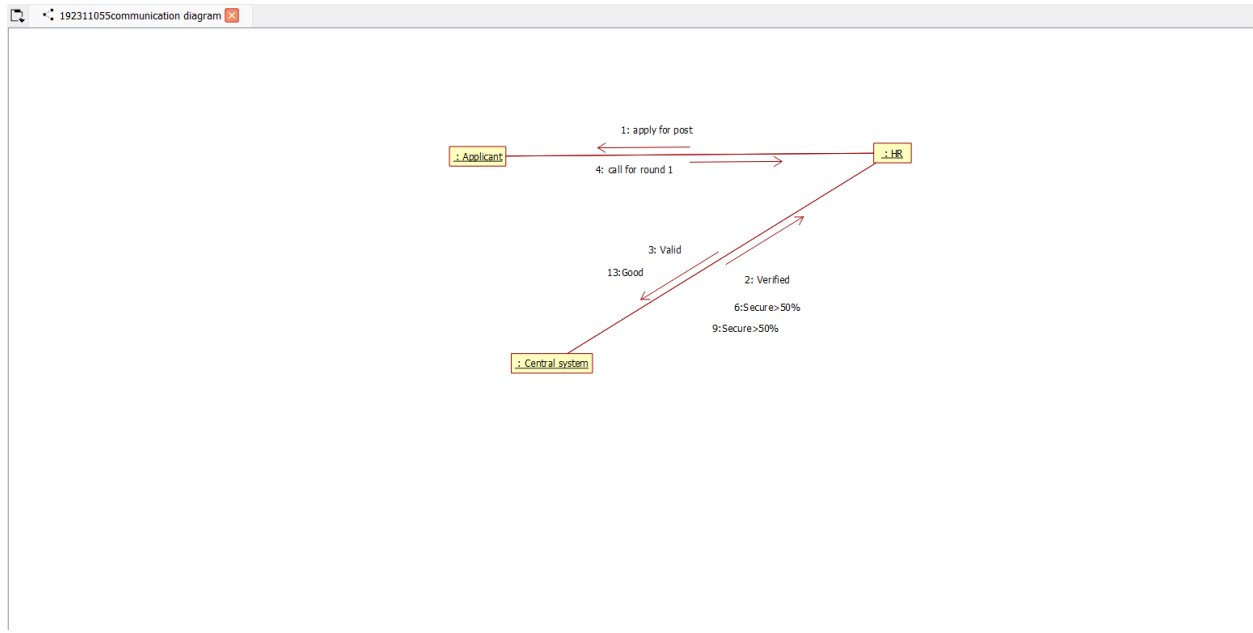 192311055communication diagram
1: apply for post
: Applicant
: HR
4: call for round 1
3: Valid
13:Good
2: Verified
6:Secure>50%
9:Secure>50%
: Central system